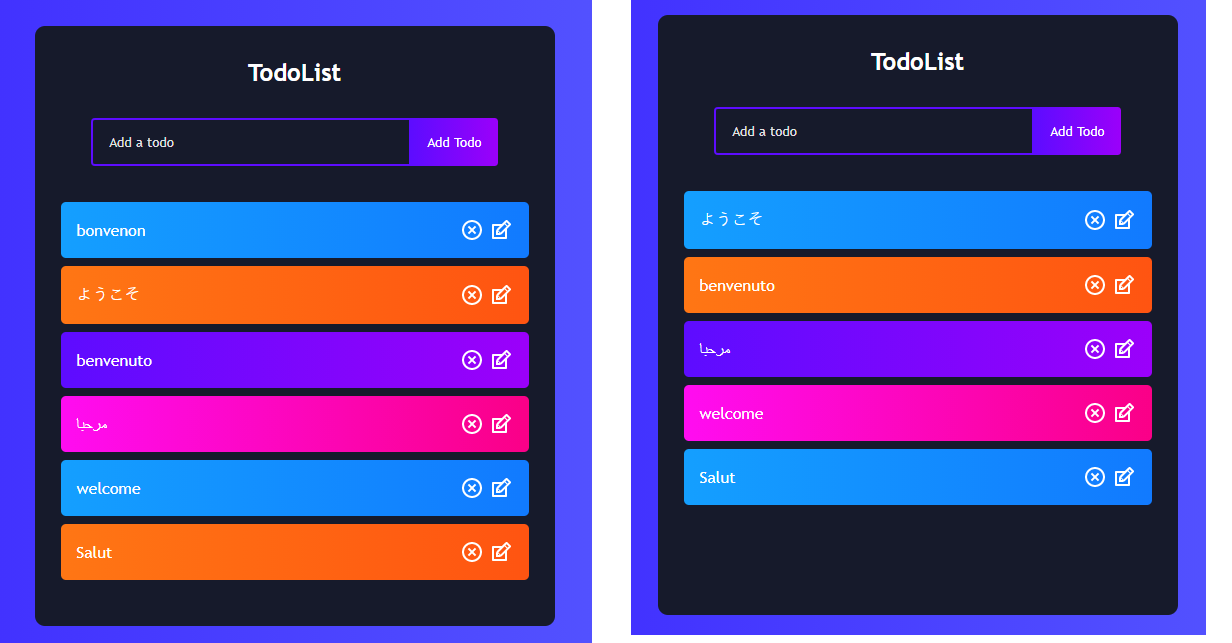 TodoList
Add a todo
Add Todo
bonvenon
ようこそ
benvenuto
مرحبا
welcome
Salut
TodoList
Add a todo
Add Todo
ようこそ
benvenuto
مرحبا
welcome
Salut